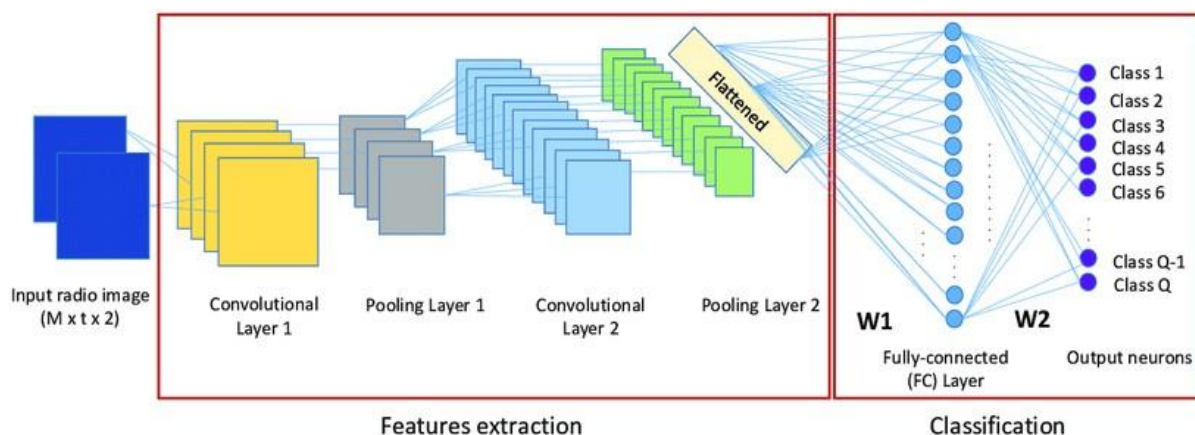 Input radio image
(M x t x 2)
Convolutional
Layer 1
Pooling Layer 1
Convolutional
Layer 2
Pooling Layer 2
Flattened
W1
W2
Fully-connected
(FC) Layer
Output neurons
Class 1
Class 2
Class 3
Class 4
Class 5
Class 6
Class Q-1
Class Q
Features extraction
Classification